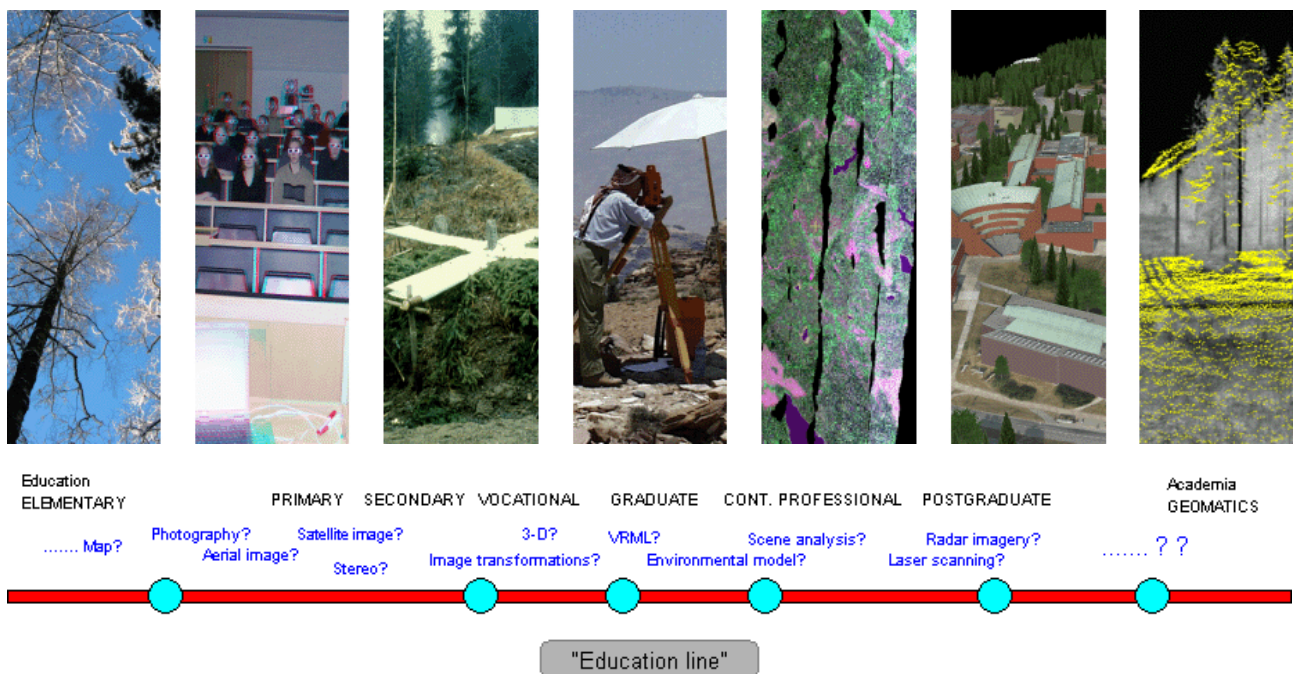 Education
ELEMENTARY
PRIMARY
SECONDARY
VOCATIONAL
GRADUATE
CONT. PROFESSIONAL
POSTGRADUATE
Academia
GEOMATICS
....... Map?
Photography?
Aerial image?
Satellite image?
Stereo?
3-D?
Image transformations?
VRML?
Environmental model?
Scene analysis?
Radar imagery?
Laser scanning?
....... ? ?
"Education line"